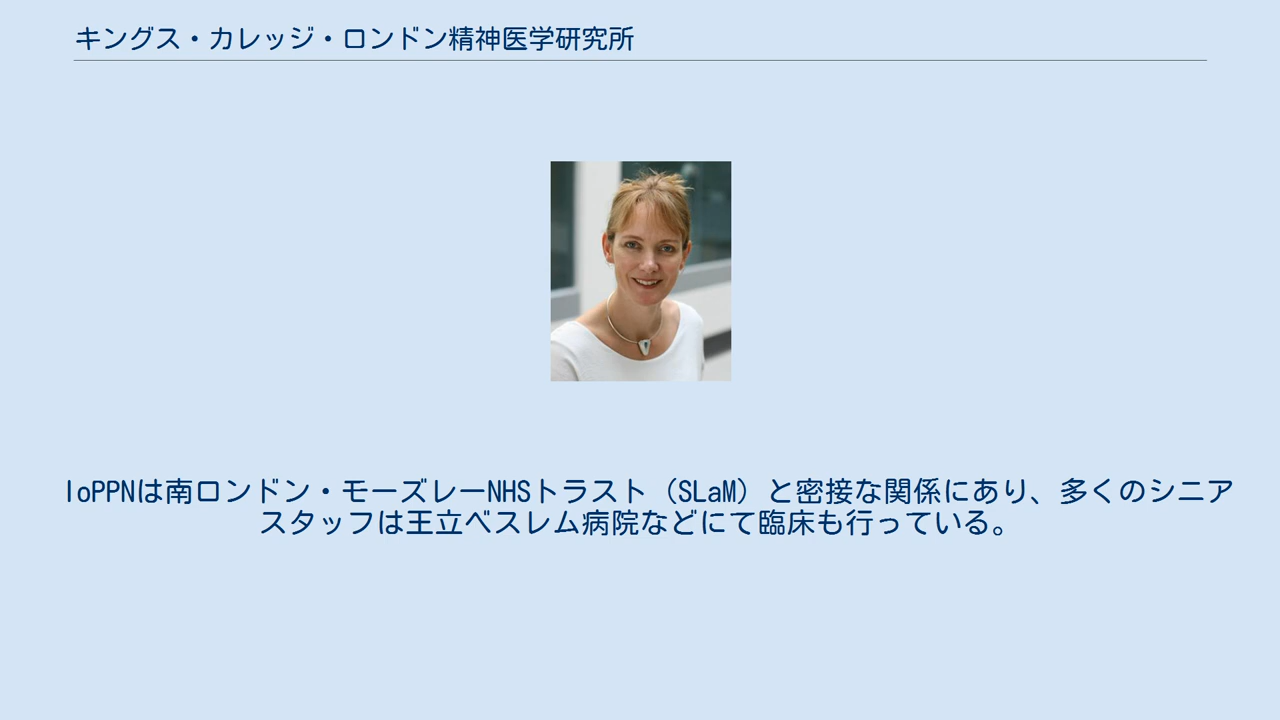 キングス・カレッジ・ロンドン精神医学研究所
IoPPNは南ロンドン・モーズレーNHSトラスト（SLaM）と密接な関係にあり、多くのシニア
スタッフは王立ベスレム病院などにて臨床も行っている。